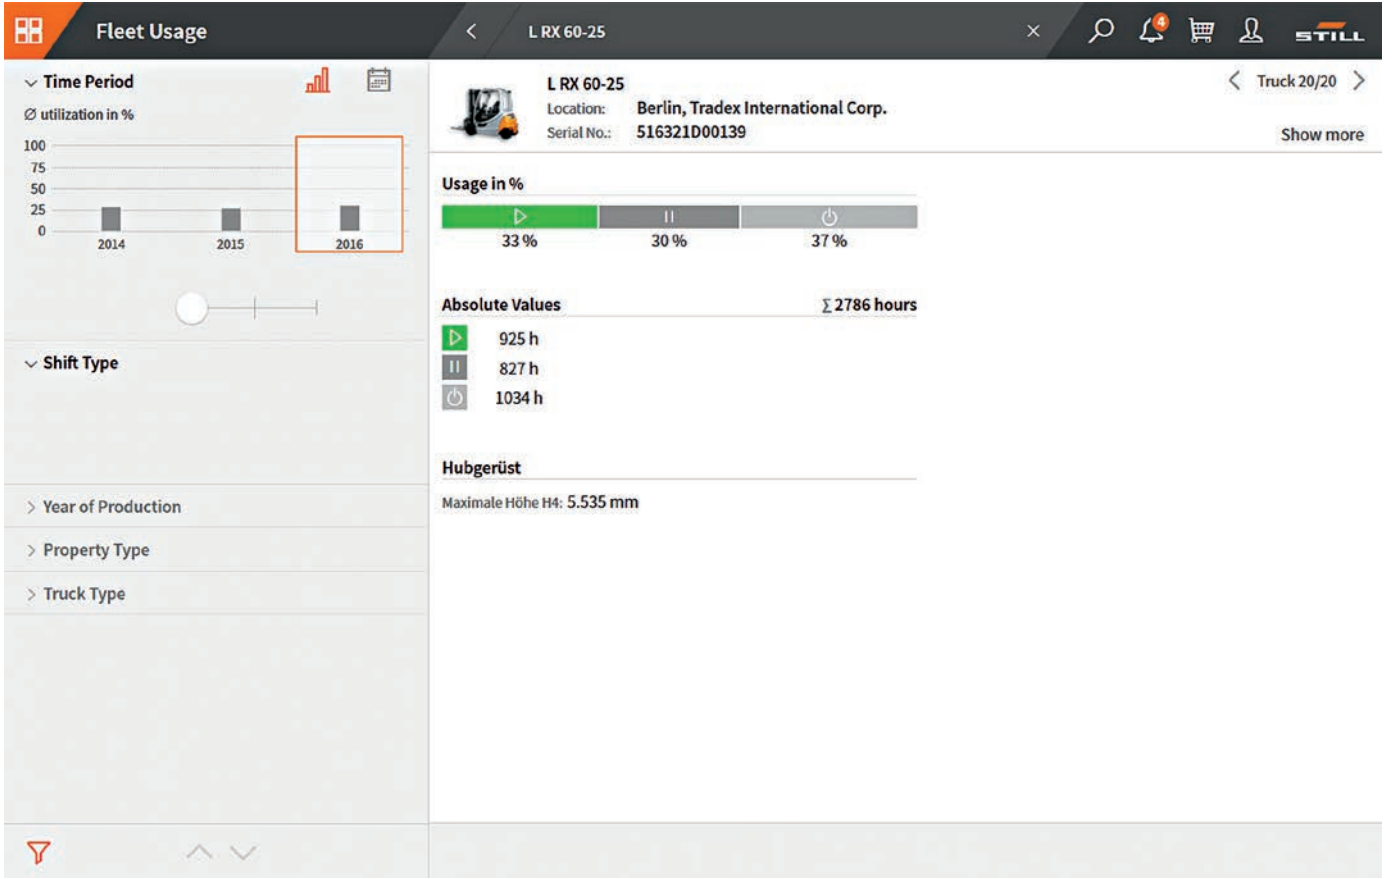 Fleet Usage
L RX 60-25
4
STILL
Time Period
Ø utilization in %
100
75
50
25
0
2014 2015 2016
Shift Type
Year of Production
Property Type
Truck Type
L RX 60-25
Location: Berlin, Tradex International Corp.
Serial No.: 516321D00139
Truck 20/20
Show more
Usage in %
33 % 30 % 37 %
Absolute Values ∑ 2786 hours
925 h
827 h
1034 h
Hubgerüst
Maximale Höhe H4: 5.535 mm